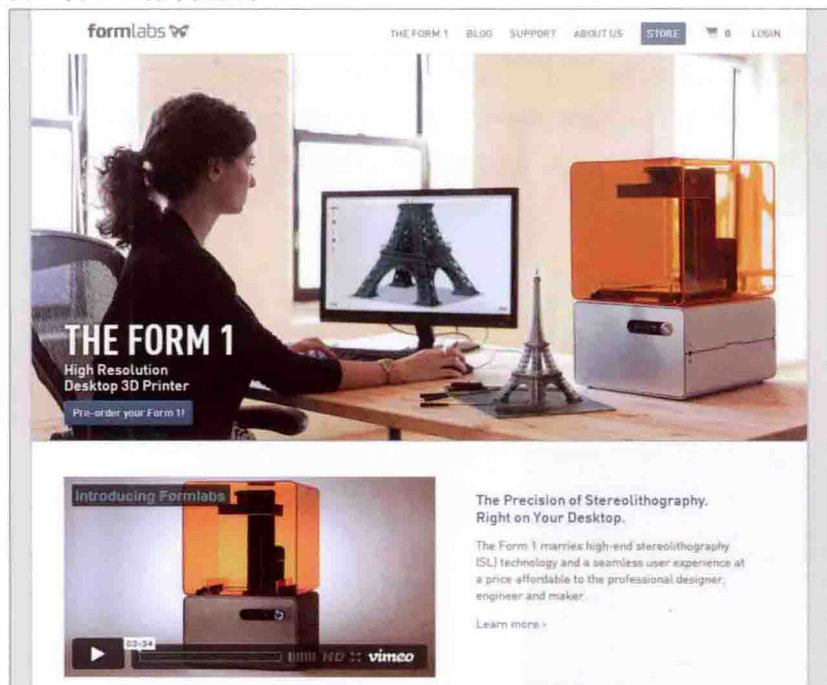 formlabs
THE FORM 1 BLOG SUPPORT ABOUT US STORE 0 LOGIN
THE FORM 1
High Resolution
Desktop 3D Printer
Pre-order your Form 1!
Introducing Formlabs
The Precision of Stereolithography.
Right on Your Desktop.
The Form 1 marries high-end stereolithography
(SL) technology and a seamless user experience at
a price affordable to the professional designer,
engineer and maker.
Learn more ›
03:34
HD vimeo